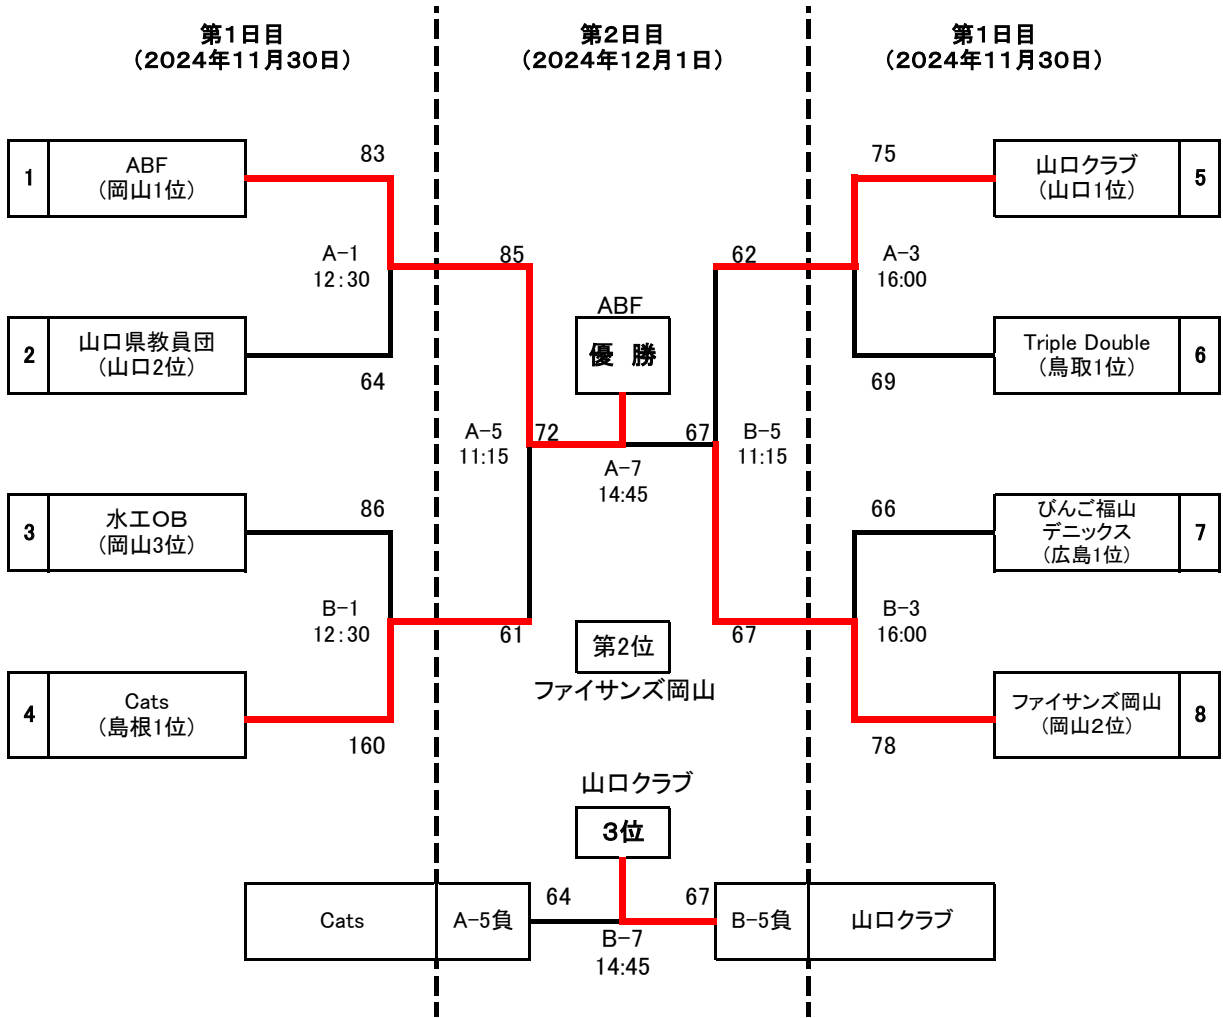 第1日目
（2024年11月30日）
第2日目
（2024年12月1日）
第1日目
（2024年11月30日）
1
ABF
（岡山1位）
83
A-1
12：30
2
山口県教員団
（山口2位）
64
3
水工OB
（岡山3位）
86
B-1
12：30
4
Cats
（島根1位）
160
85
A-5
11:15
61
ABF
優　勝
72
67
A-7
14:45
第2位
ファイサンズ岡山
62
B-5
11:15
67
75
山口クラブ
（山口1位）
5
A-3
16:00
Triple Double
（鳥取1位）
6
69
66
びんご福山
デニックス
（広島1位）
7
B-3
16:00
ファイサンズ岡山
（岡山２位）
8
78
山口クラブ
３位
Cats
A-5負
64
67
B-7
14:45
B-5負
山口クラブ